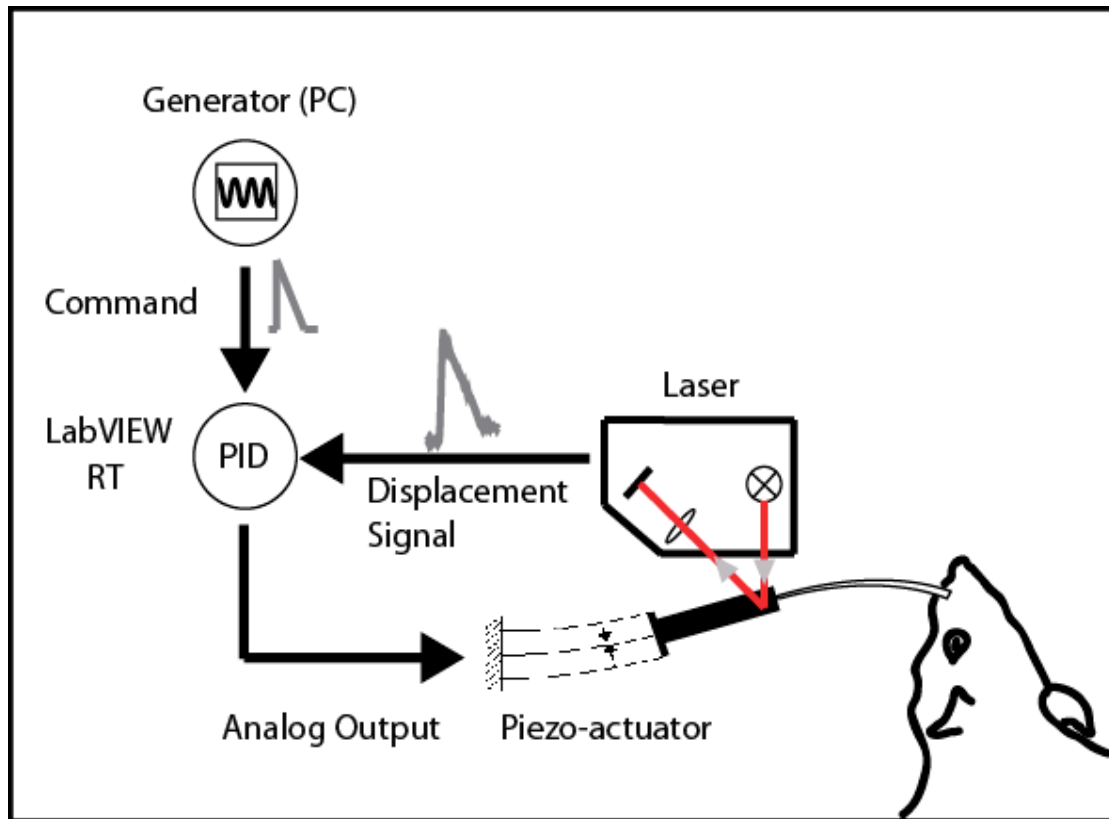 Generator (PC)
Command
LabVIEW
RT
PID
Displacement
Signal
Laser
Analog Output
Piezo-actuator